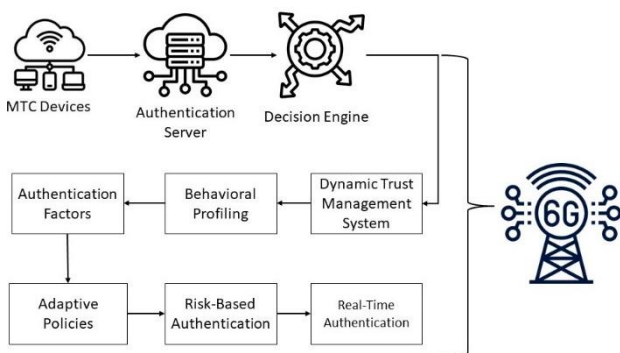 MTC Devices
Authentication
Server
Decision Engine
Authentication
Factors
Behavioral
Profiling
Dynamic Trust
Management
System
6G
Adaptive
Policies
Risk-Based
Authentication
Real-Time
Authentication